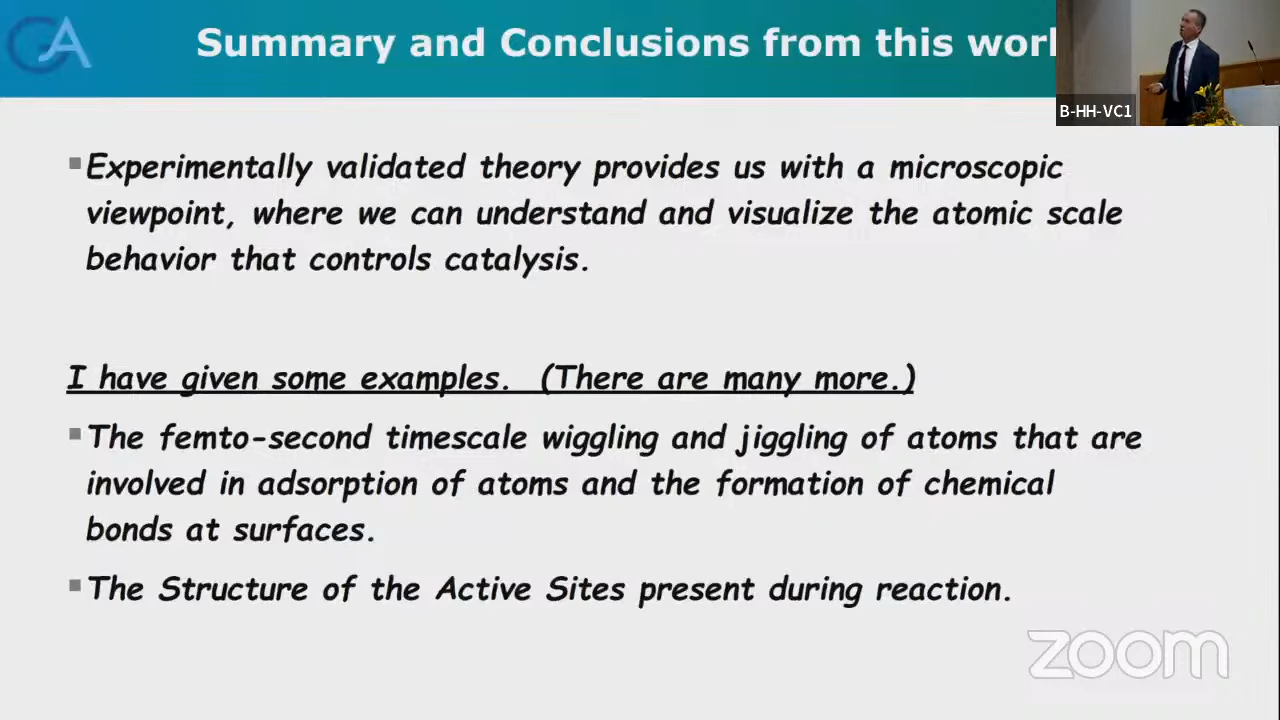 Summary and Conclusions from this wor
B-HH-VC1
Experimentally validated theory provides us with a microscopic
viewpoint, where we can understand and visualize the atomic scale
behavior that controls catalysis.
I have given some examples. (There are many more.)
The femto-second timescale wiggling and jiggling of atoms that are
involved in adsorption of atoms and the formation of chemical
bonds at surfaces.
The Structure of the Active Sites present during reaction.
zoom